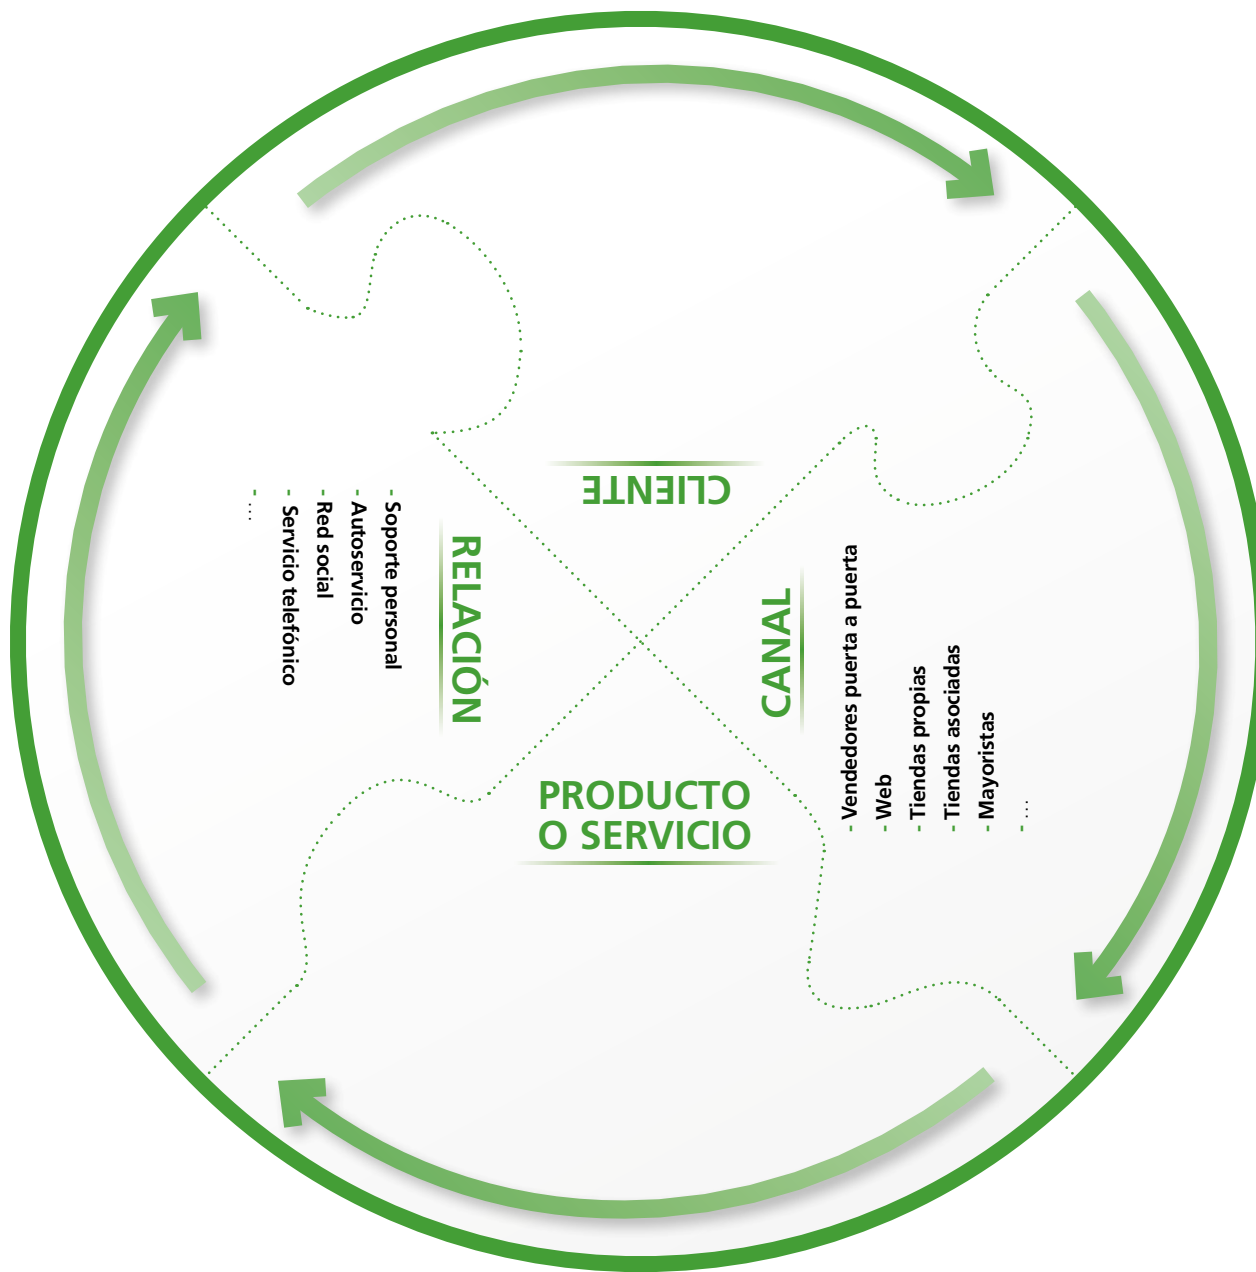 CLIENTE
CANAL
- Vendedores puerta a puerta
- Web
- Tiendas propias
- Tiendas asociadas
- Mayoristas
- ...
PRODUCTO
O SERVICIO
RELACIÓN
- Soporte personal
- Autoservicio
- Red social
- Servicio telefónico
- ...